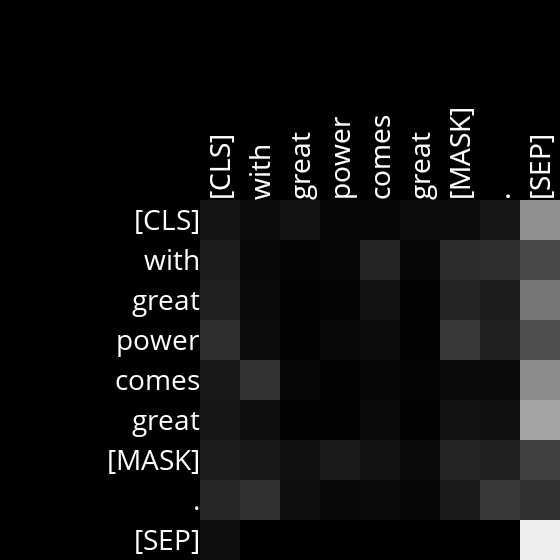 [CLS] with great power comes great [MASK] . [SEP]
[CLS]
with
great
power
comes
great
[MASK]
.
[SEP]